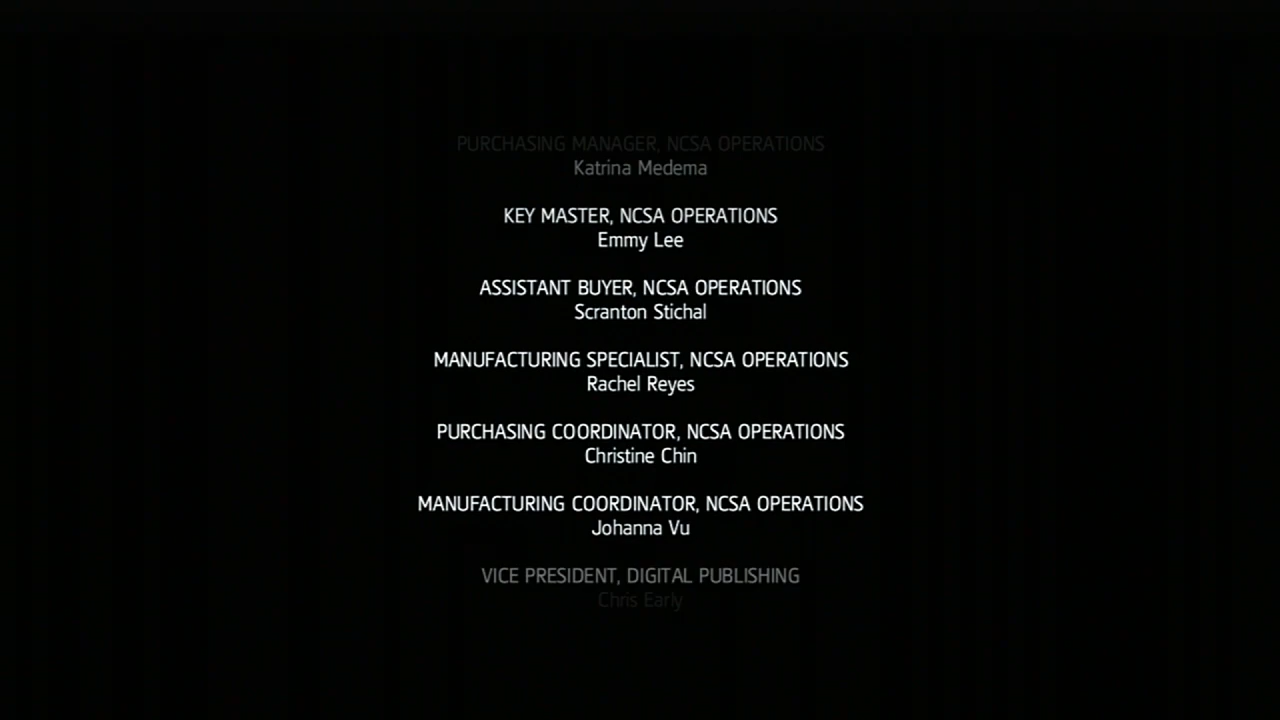 PURCHASING MANAGER, NCSA OPERATIONS
Katrina Medema
KEY MASTER, NCSA OPERATIONS
Emmy Lee
ASSISTANT BUYER, NCSA OPERATIONS
Scranton Stichal
MANUFACTURING SPECIALIST, NCSA OPERATIONS
Rachel Reyes
PURCHASING COORDINATOR, NCSA OPERATIONS
Christine Chin
MANUFACTURING COORDINATOR, NCSA OPERATIONS
Johanna Vu
VICE PRESIDENT, DIGITAL PUBLISHING
Chris Early